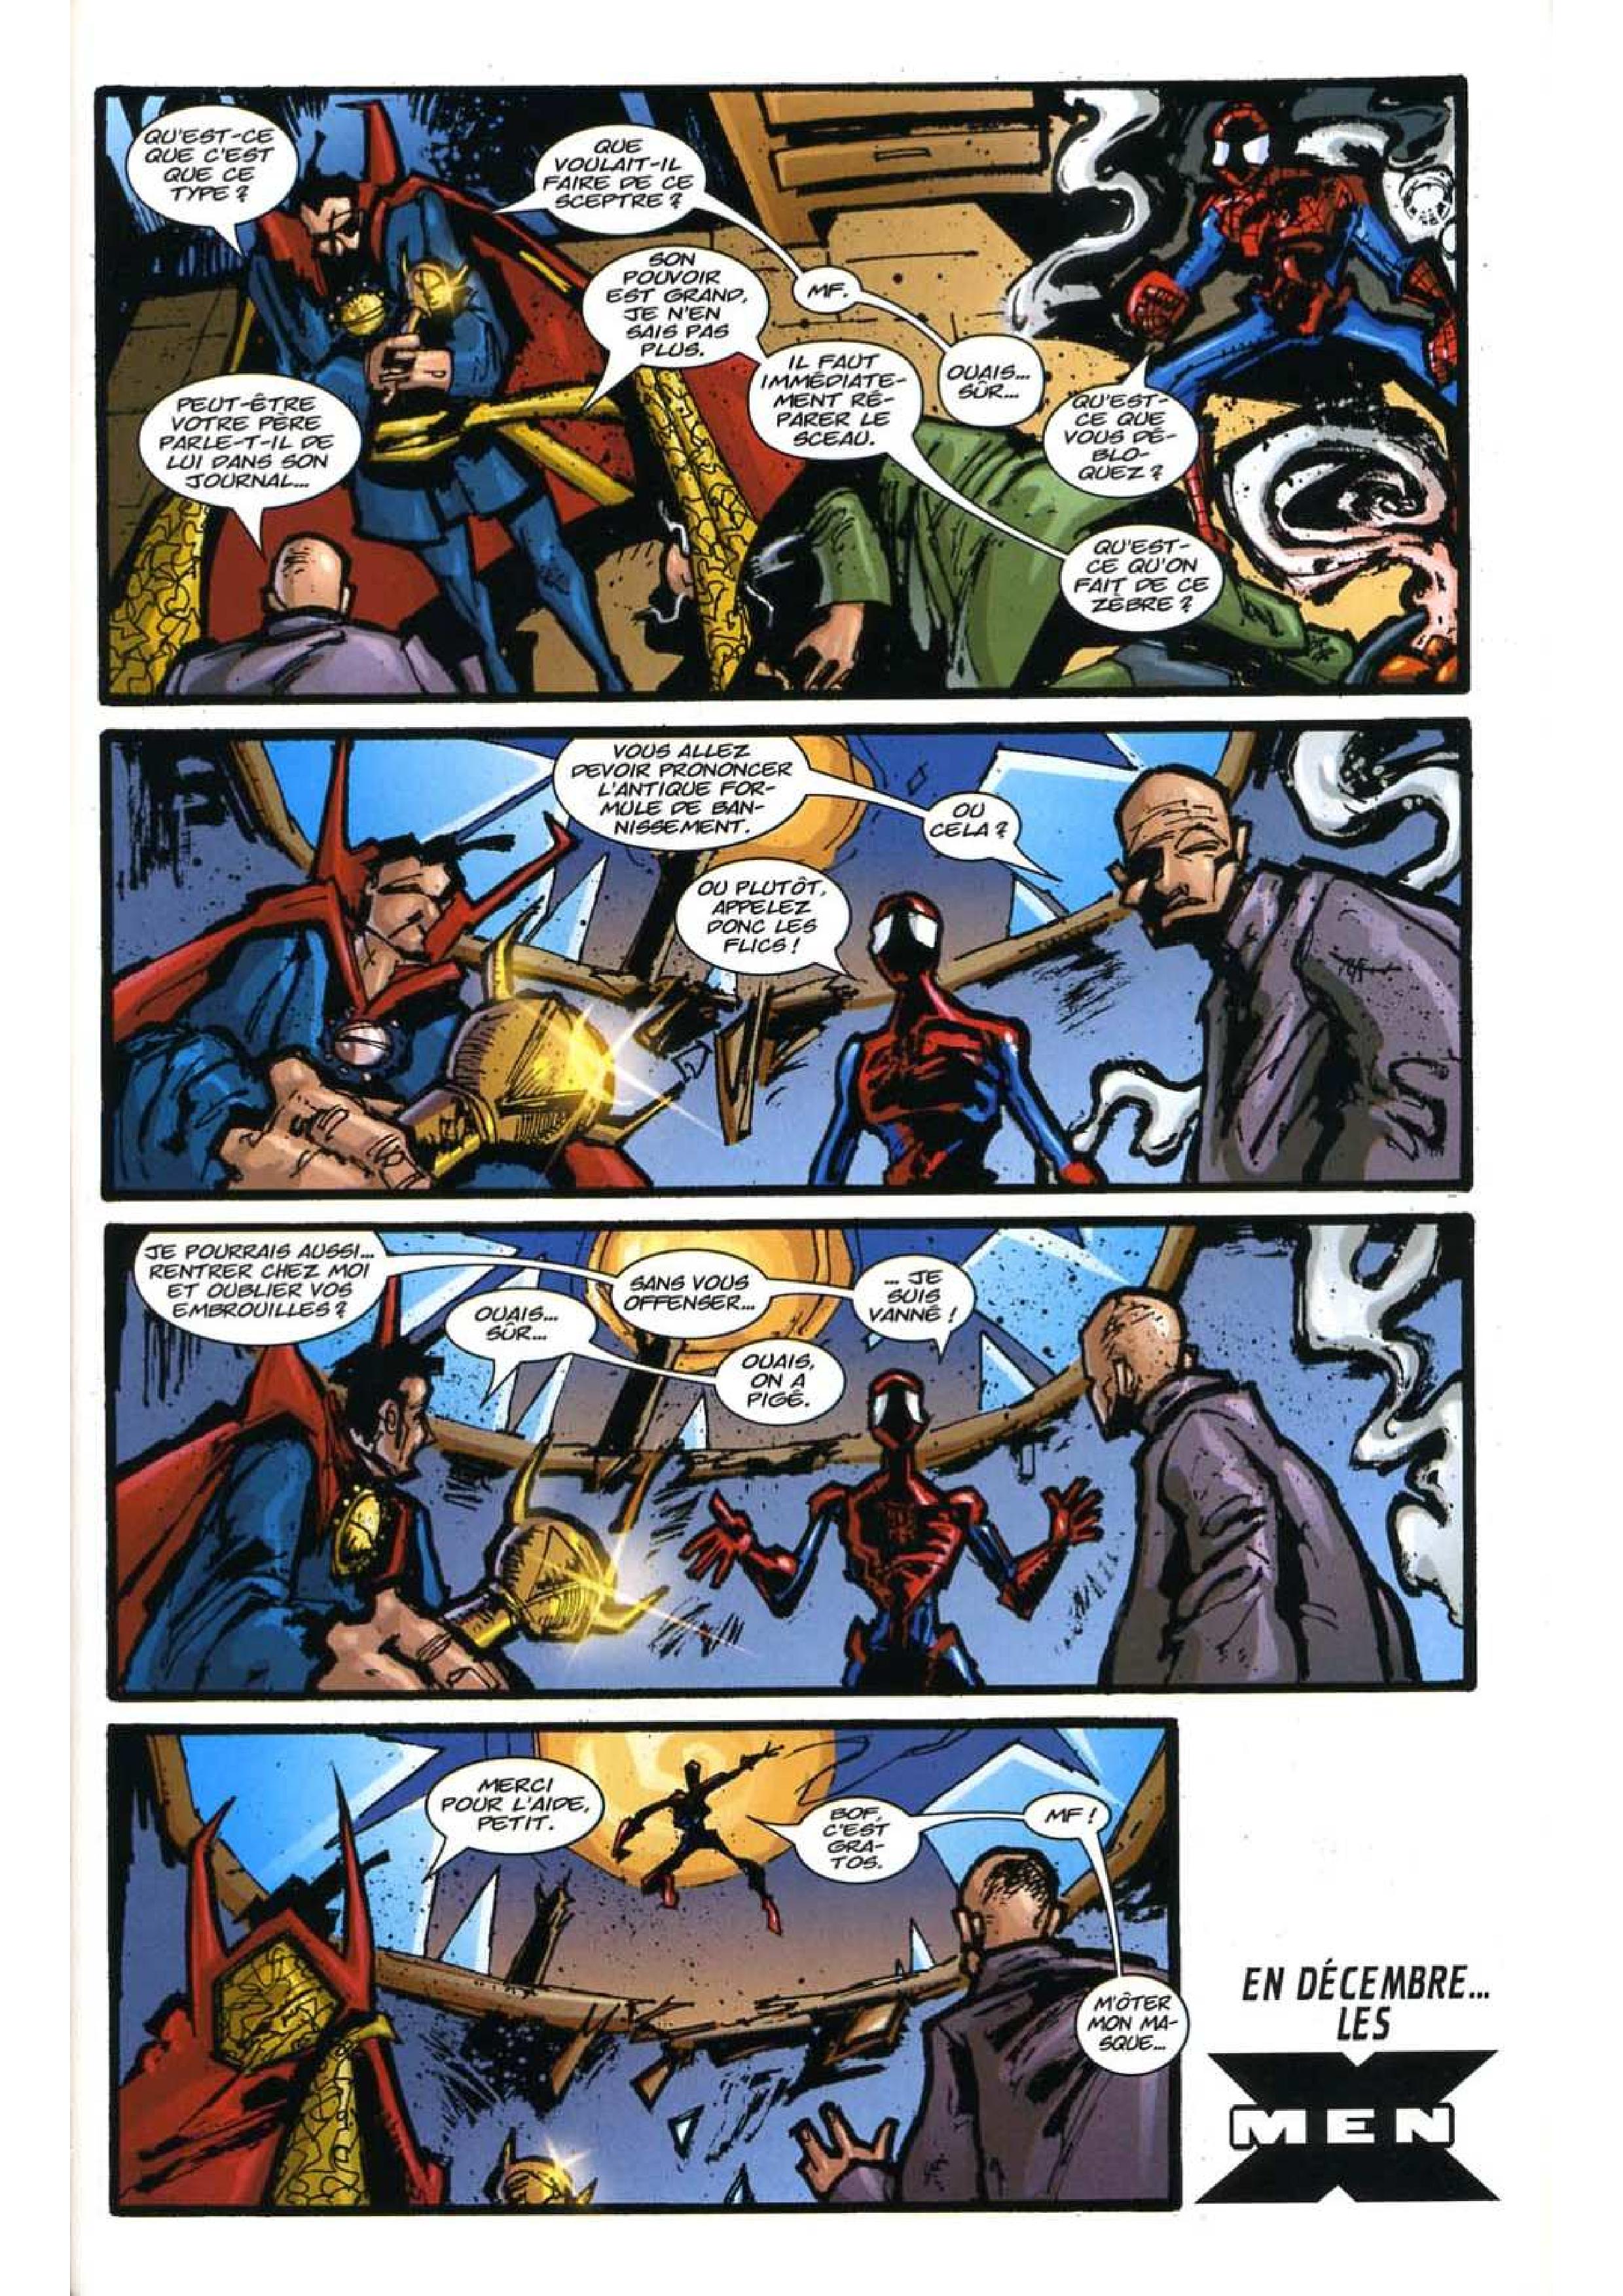 QU'EST-CE
QUE C'EST
QUE CE
TYPE ?
QUE
VOULAIT-IL
FAIRE DE CE
SCEPTRE ?
MF.
OUAIS...
SÛR...
PEUT-ÊTRE
VOTRE PÈRE
PARLE-T-IL DE
LUI DANS SON
JOURNAL...
SON
POUVOIR
EST GRAND,
JE N'EN
SAIS PAS
PLUS.
IL FAUT
IMMÉDIATE-
MENT RÉ-
PARER LE
SCEAU.
QU'EST-
CE QUE
VOUS DÉ-
BLO-
QUEZ ?
QU'EST-
CE QU'ON
FAIT DE CE
ZÈBRE ?
VOUS ALLEZ
DEVOIR PRONONCER
L'ANTIQUE FOR-
MULE DE BAN-
NISSEMENT.
OU
CELA ?
OU PLUTÔT,
APPELEZ
DONC LES
FLICS !
JE POURRAIS AUSSI...
RENTRER CHEZ MOI
ET OUBLIER VOS
EMBROUILLES ?
SANS VOUS
OFFENSER...
... JE
SUIS
VANNÉ !
OUAIS...
SÛR...
OUAIS,
ON A
PIGÉ.
MERCI
POUR L'AIDE,
PETIT.
BOF,
C'EST
GRA-
TOS.
MF !
M'ÔTER
MON MA-
SQUE...
EN DÉCEMBRE...
LES
X
MEN